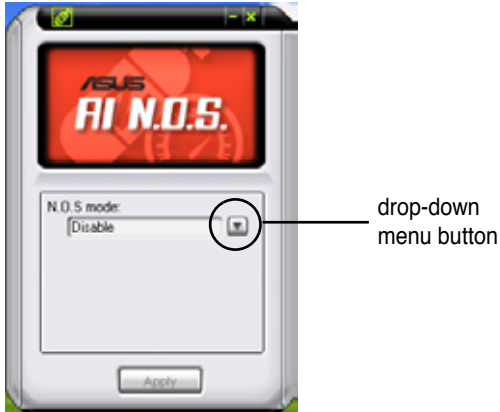 ASUS
AI N.O.S.
N.O.S mode:
Disable
drop-down
menu button
Apply